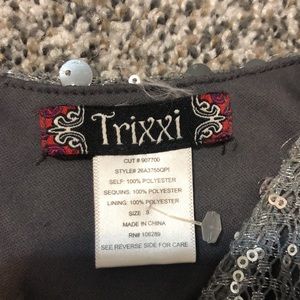 Trixxi
CUT # 907700
STYLE# 26A3755QPI
SELF: 100% POLYESTER
SEQUINS: 100% POLYESTER
LINING: 100% POLYESTER
SIZE: S
MADE IN CHINA
RN# 106289
SEE REVERSE SIDE FOR CARE